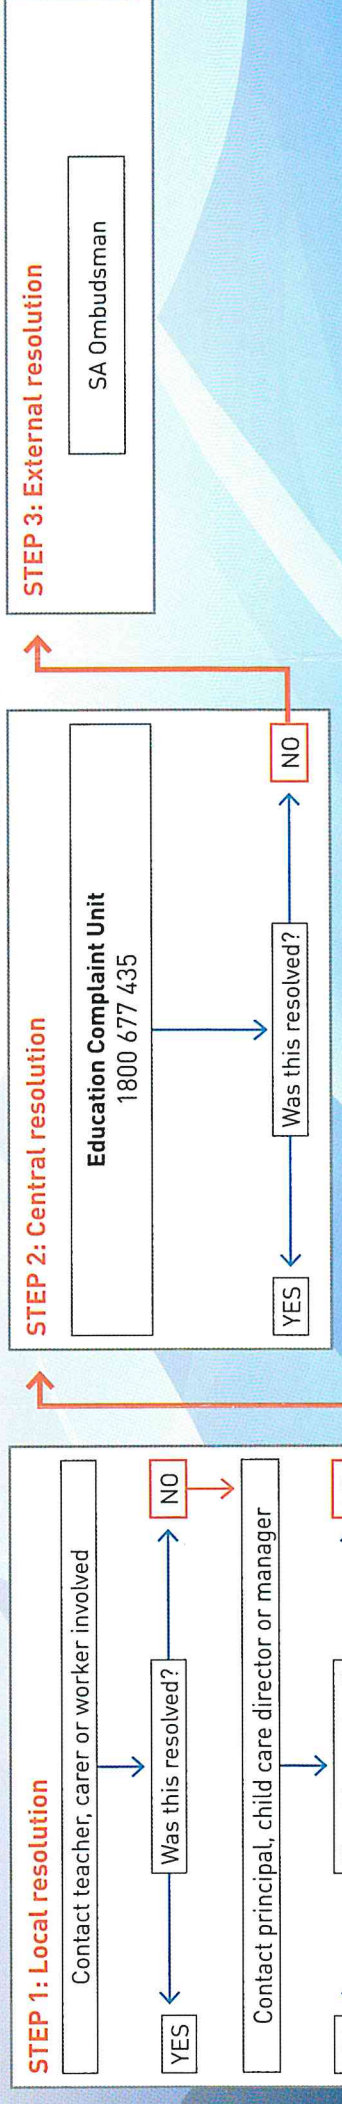 STEP 1: Local resolution
Contact teacher, carer or worker involved
Was this resolved?
YES
NO
Contact principal, child care director or manager
STEP 2: Central resolution
Education Complaint Unit
1800 677 435
Was this resolved?
YES
NO
STEP 3: External resolution
SA Ombudsman